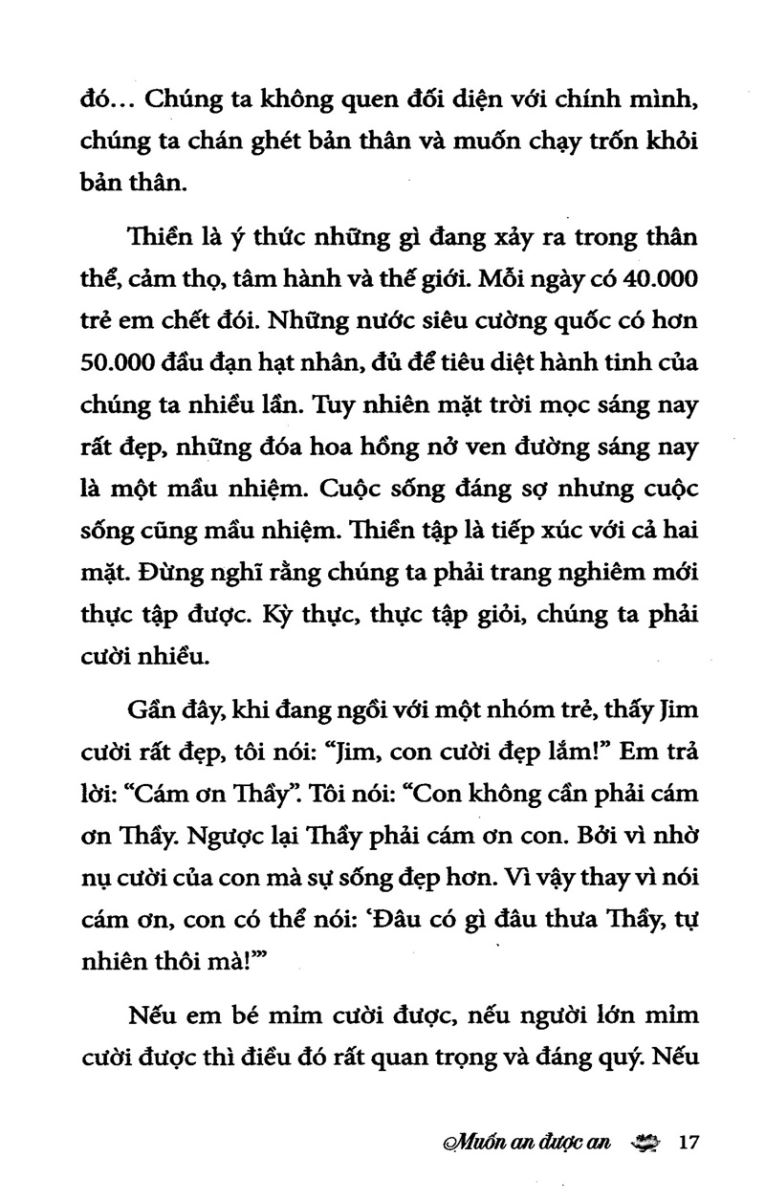 đó… Chúng ta không quen đối diện với chính mình,
chúng ta chán ghét bản thân và muốn chạy trốn khỏi
bản thân.
Thiền là ý thức những gì đang xảy ra trong thân
thể, cảm thọ, tâm hành và thế giới. Mỗi ngày có 40.000
trẻ em chết đói. Những nước siêu cường quốc có hơn
50.000 đầu đạn hạt nhân, đủ để tiêu diệt hành tinh của
chúng ta nhiều lần. Tuy nhiên mặt trời mọc sáng nay
rất đẹp, những đóa hoa hồng nở ven đường sáng nay
là một mầu nhiệm. Cuộc sống đáng sợ nhưng cuộc
sống cũng mầu nhiệm. Thiền tập là tiếp xúc với cả hai
mặt. Đừng nghĩ rằng chúng ta phải trang nghiêm mới
thực tập được. Kỳ thực, thực tập giỏi, chúng ta phải
cười nhiều.
Gần đây, khi đang ngồi với một nhóm trẻ, thấy Jim
cười rất đẹp, tôi nói: “Jim, con cười đẹp lắm!” Em trả
lời: “Cám ơn Thầy”. Tôi nói: “Con không cần phải cám
ơn Thầy. Ngược lại Thầy phải cám ơn con. Bởi vì nhờ
nụ cười của con mà sự sống đẹp hơn. Vì vậy thay vì nói
cám ơn, con có thể nói: ‘Đâu có gì đâu thưa Thầy, tự
nhiên thôi mà!’”
Nếu em bé mỉm cười được, nếu người lớn mỉm
cười được thì điều đó rất quan trọng và đáng quý. Nếu
Muốn an được an 17